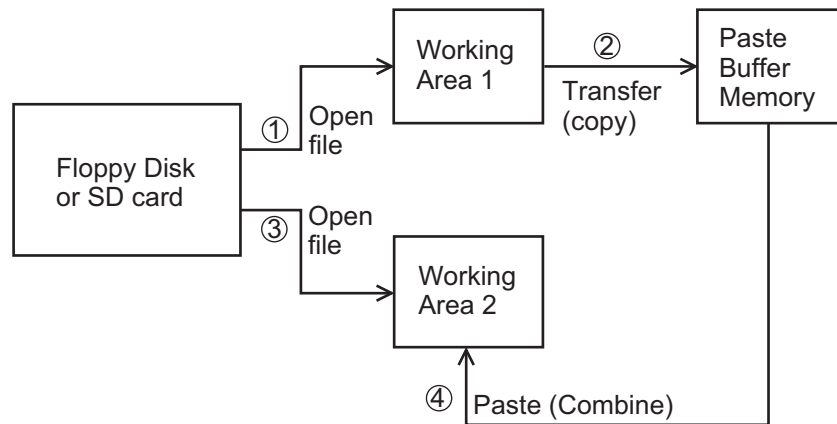 Floppy Disk
or SD card
①
Open
file
Working
Area 1
②
Transfer
(copy)
Paste
Buffer
Memory
③
Open
file
Working
Area 2
④
Paste (Combine)